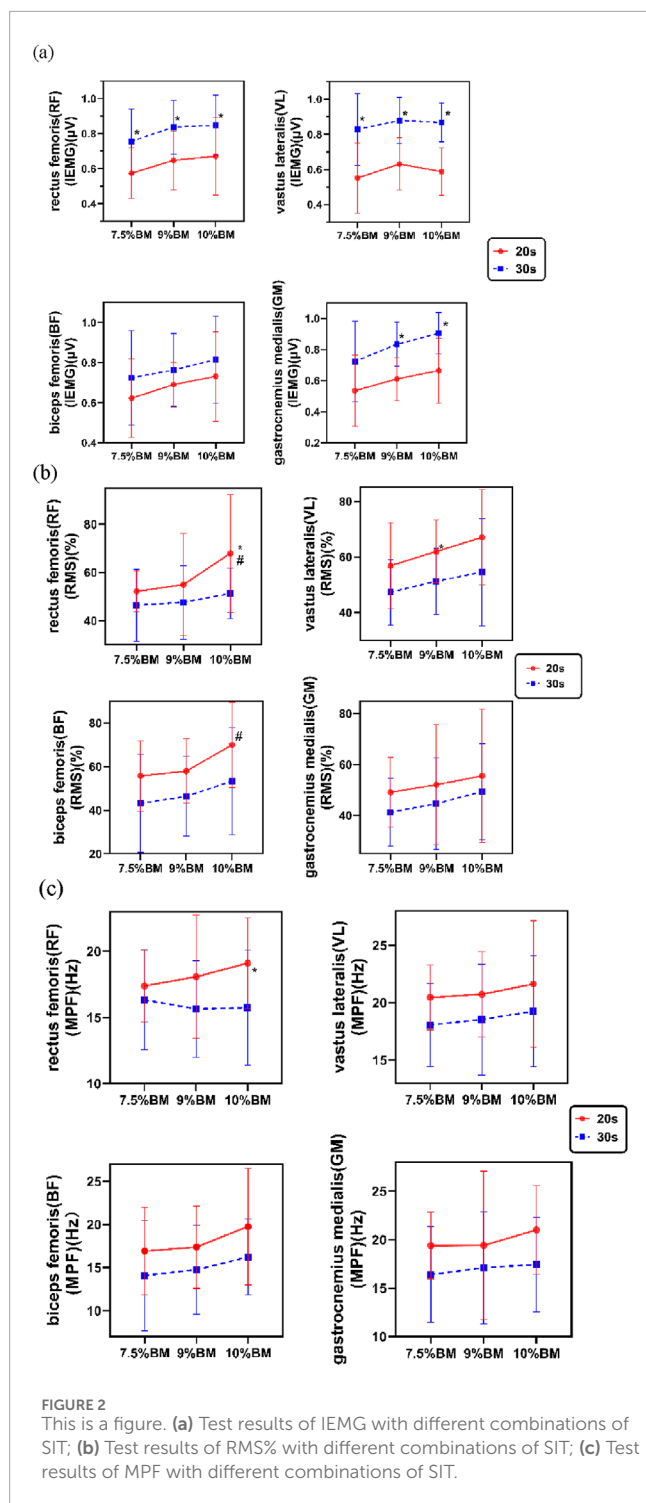 (a)
rectus femoris(RF)
(IEMG)(μV)
1.0
0.8
0.6
0.4
*
*
*
7.5%BM 9%BM 10%BM
vastus lateralis(VL)
(IEMG)(μV)
1.0
0.8
0.6
0.4
*
*
*
7.5%BM 9%BM 10%BM
20s
30s
biceps femoris(BF)
(IEMG)(μV)
1.0
0.8
0.6
0.4
7.5%BM 9%BM 10%BM
gastrocnemius medialis(GM)
(IEMG)(μV)
1.0
0.8
0.6
0.4
0.2
*
*
7.5%BM 9%BM 10%BM
(b)
rectus femoris(RF)
(RMS)(%)
80
60
40
*
#
7.5%BM 9%BM 10%BM
vastus lateralis(VL)
(RMS)(%)
80
60
40
*
7.5%BM 9%BM 10%BM
20s
30s
biceps femoris(BF)
(RMS)(%)
80
60
40
20
#
7.5%BM 9%BM 10%BM
gastrocnemius medialis(GM)
(RMS)(%)
80
60
40
7.5%BM 9%BM 10%BM
(c)
rectus femoris(RF)
(MPF)(Hz)
20
15
10
*
7.5%BM 9%BM 10%BM
vastus lateralis(VL)
(MPF)(Hz)
25
20
15
7.5%BM 9%BM 10%BM
20s
30s
biceps femoris(BF)
(MPF)(Hz)
25
20
15
10
7.5%BM 9%BM 10%BM
gastrocnemius medialis(GM)
(MPF)(Hz)
25
20
15
10
7.5%BM 9%BM 10%BM
FIGURE 2
This is a figure. (a) Test results of IEMG with different combinations of
SIT; (b) Test results of RMS% with different combinations of SIT; (c) Test
results of MPF with different combinations of SIT.